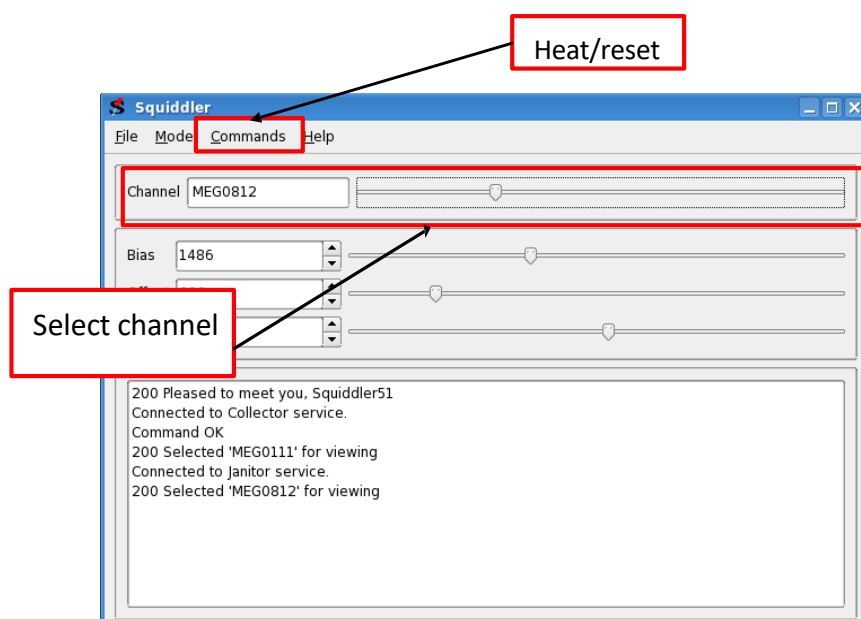 Heat/reset
Squiddler
File Mode Commands Help
Channel MEG0812
Bias 1486
Select channel
200 Pleased to meet you, Squiddler51
Connected to Collector service.
Command OK
200 Selected 'MEG0111' for viewing
Connected to Janitor service.
200 Selected 'MEG0812' for viewing